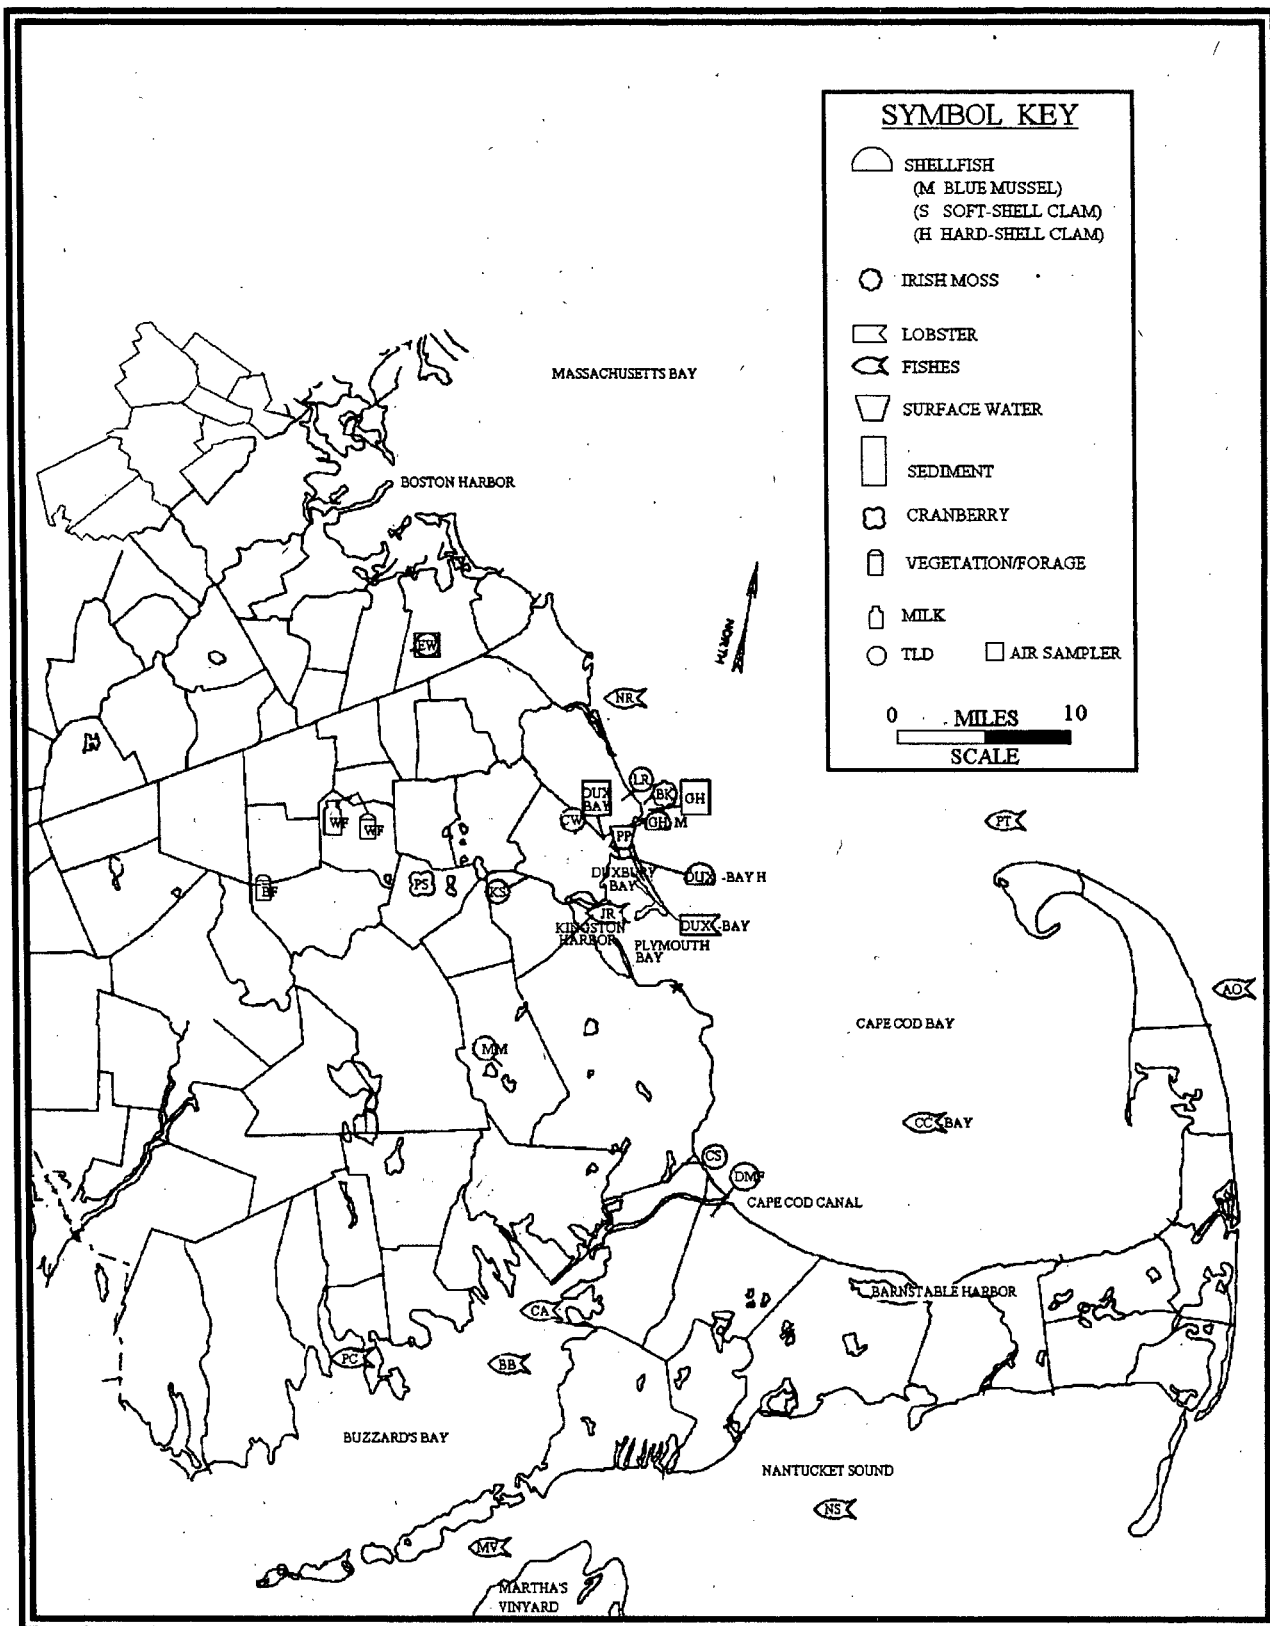 SYMBOL KEY
SHELLFISH
(M BLUE MUSSEL)
(S SOFT-SHELL CLAM)
(H HARD-SHELL CLAM)
IRISH MOSS
LOBSTER
FISHES
SURFACE WATER
SEDIMENT
CRANBERRY
VEGETATION/FORAGE
MILK
TLD
AIR SAMPLER
0 MILES 10
SCALE
MASSACHUSETTS BAY
BOSTON HARBOR
NORTH
EW
NR
LR
DUX
BAY
BK
GH
CW
GH M
PP
WF
WF
PT
DUXBURY
BAY
DUX -BAY H
BF
PS
KS
JR
DUX -BAY
KINGSTON
HARBOR
PLYMOUTH
BAY
AO
CAPE COD BAY
MM
CC BAY
CS
DMF
CAPE COD CANAL
BARNSTABLE HARBOR
CA
PC
BB
BUZZARD'S BAY
NANTUCKET SOUND
NS
MV
MARTHA'S
VINYARD